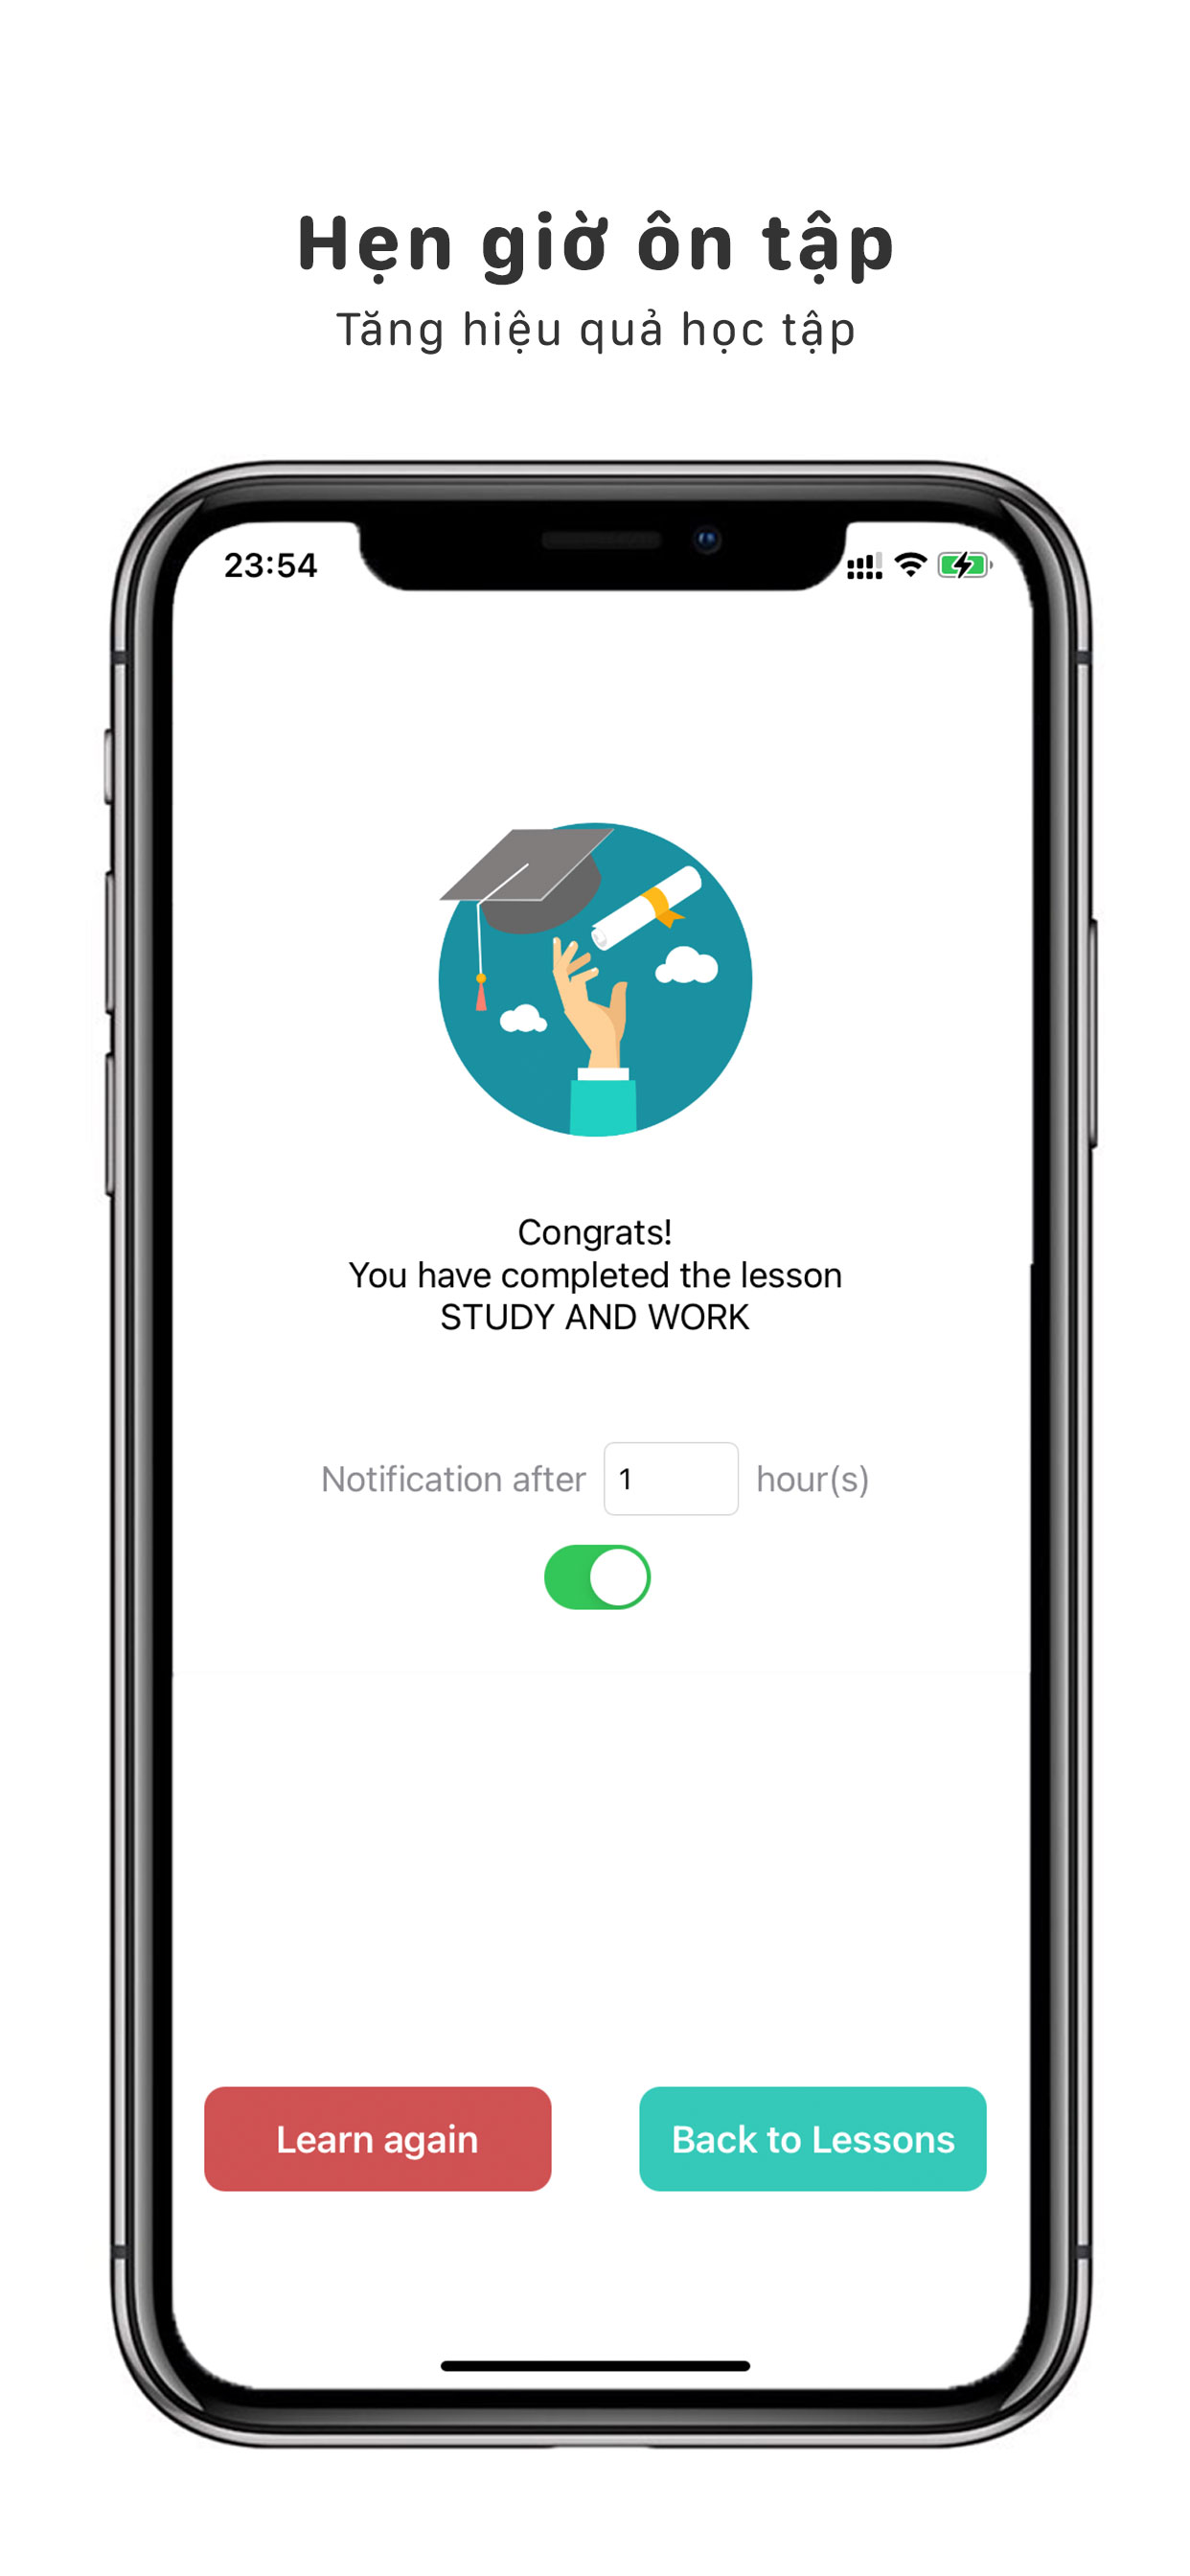 Hẹn giờ ôn tập
Tăng hiệu quả học tập
23:54
Congrats!
You have completed the lesson
STUDY AND WORK
Notification after 1 hour(s)
Learn again
Back to Lessons